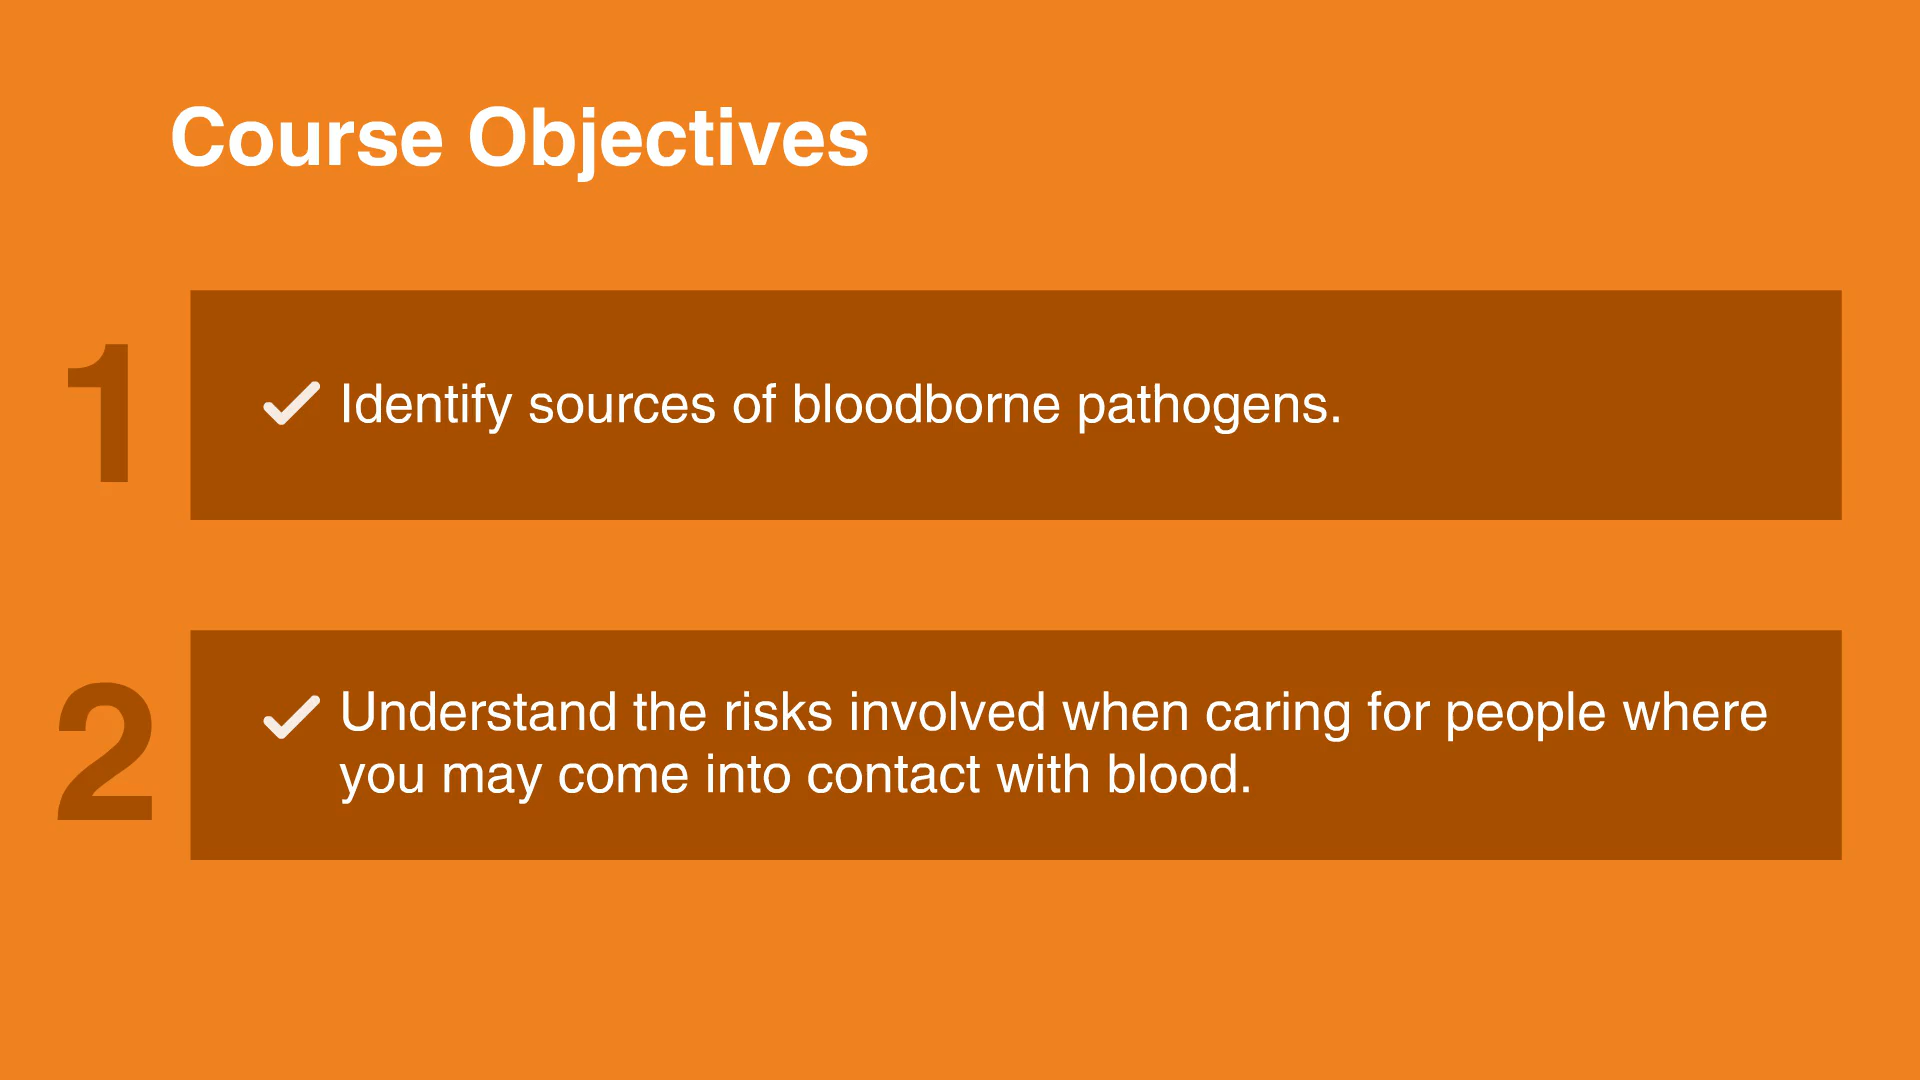 Course Objectives
1
Identify sources of bloodborne pathogens.
2
Understand the risks involved when caring for people where
you may come into contact with blood.